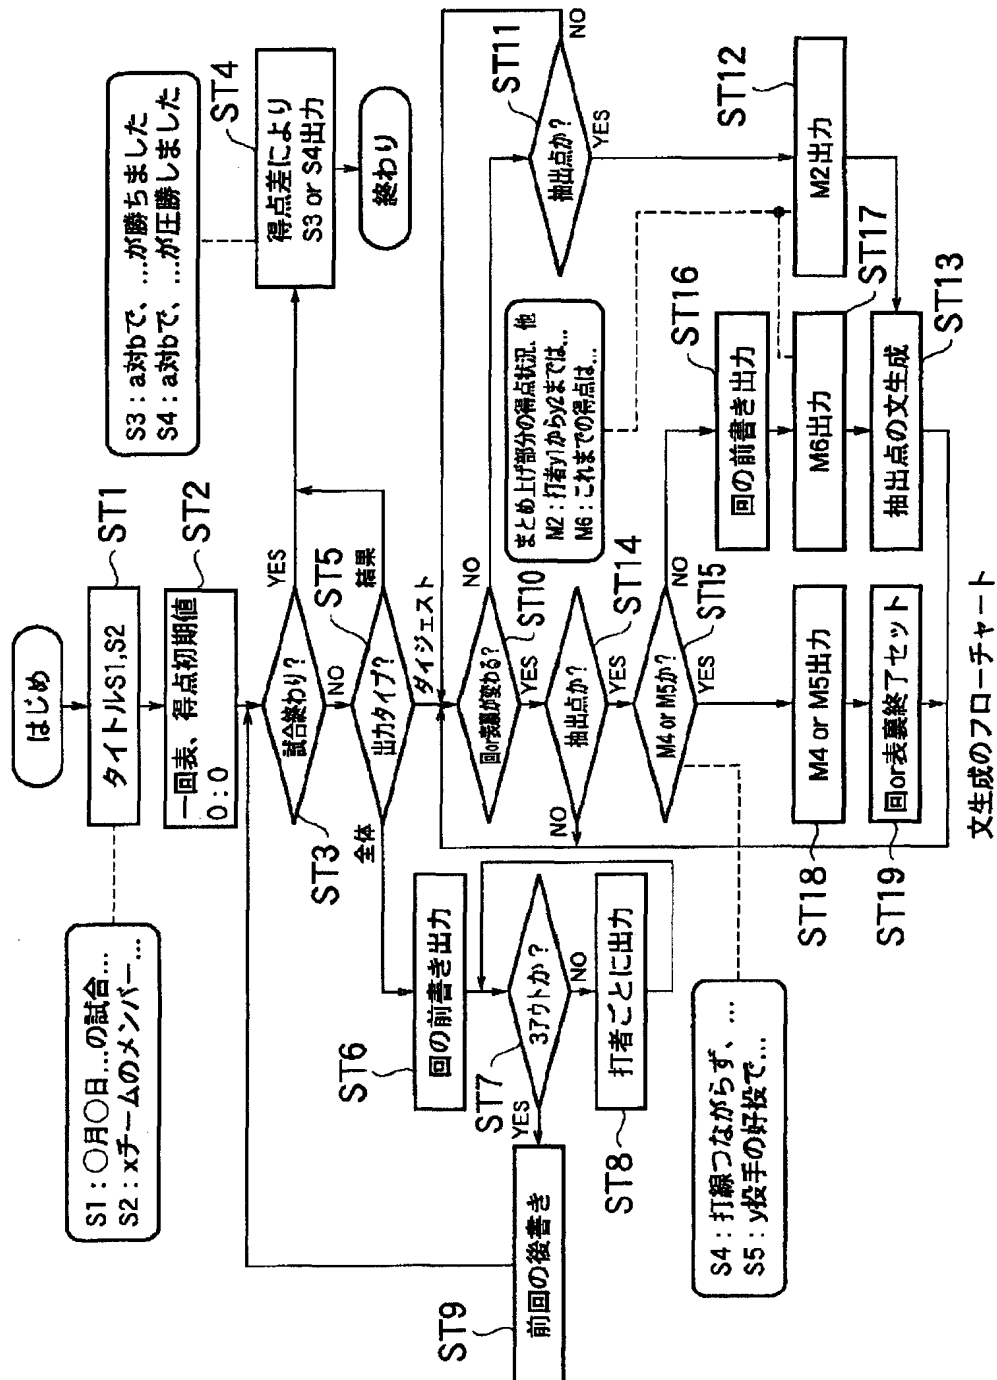 はじめ
タイトルS1,S2
ST1
S1：〇月〇日…の試合…
S2：xチームのメンバー…
一回表、得点初期値
0：0
ST2
試合終わり？
ST3
YES
NO
S3：a対bで、…が勝ちました
S4：a対bで、…が圧勝しました
得点差により
S3 or S4出力
ST4
終わり
出力タイプ？
ST5
結果
全体
ダイジェスト
回の前書き出力
ST6
3アウトか？
ST7
YES
NO
打者ごとに出力
ST8
前回の後書き
ST9
回or表裏が変わる？
ST10
NO
YES
抽出点か？
ST11
NO
YES
M2出力
ST12
まとめ上げ部分の得点状況、他
M2：打者y1からy2までは…
M6：これまでの得点は…
抽出点か？
ST14
NO
YES
M4 or M5か？
ST15
NO
YES
S4：打線つながらず、…
S5：y投手の好投で…
回の前書き出力
ST16
M6出力
ST17
抽出点の文生成
ST13
M4 or M5出力
ST18
回or表裏終了セット
ST19
文生成のフローチャート